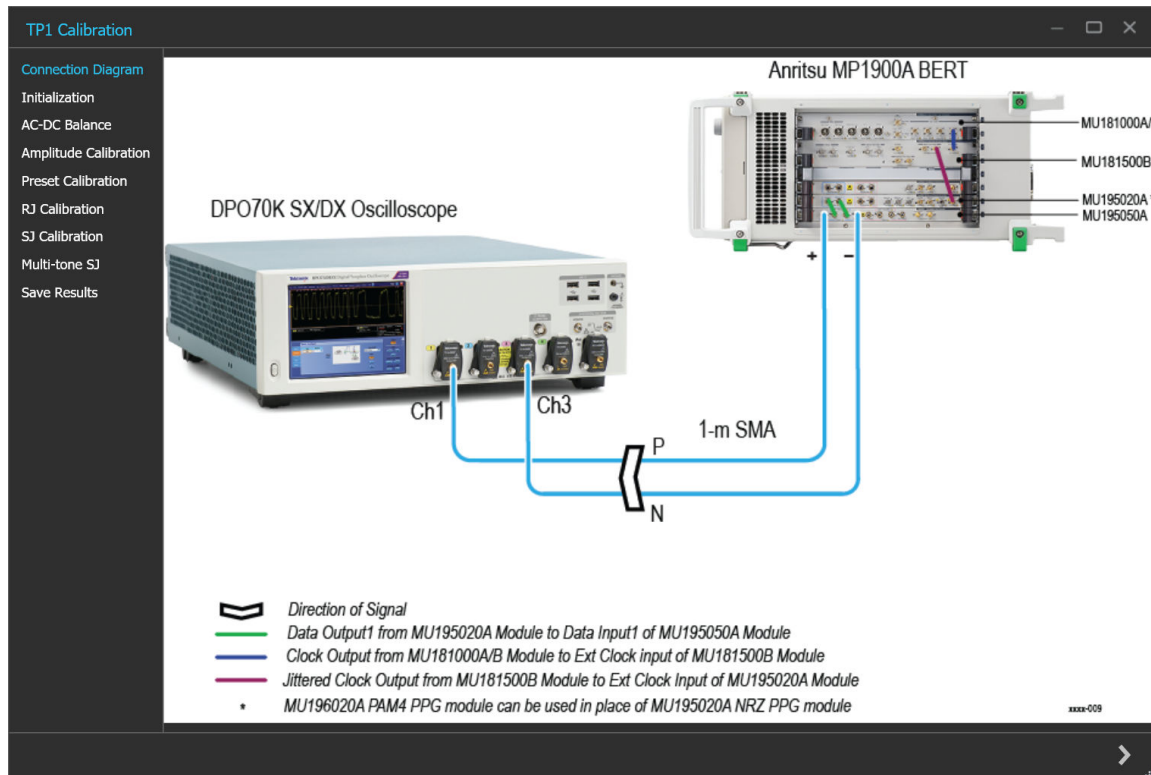 TP1 Calibration
Connection Diagram
Initialization
AC-DC Balance
Amplitude Calibration
Preset Calibration
RJ Calibration
SJ Calibration
Multi-tone SJ
Save Results
Anritsu MP1900A BERT
MU181000A/
MU181500B
MU195020A *
MU195050A
+ −
DPO70K SX/DX Oscilloscope
Tektronix
Ch1
Ch3
1-m SMA
P
N
Direction of Signal
Data Output1 from MU195020A Module to Data Input1 of MU195050A Module
Clock Output from MU181000A/B Module to Ext Clock input of MU181500B Module
Jittered Clock Output from MU181500B Module to Ext Clock Input of MU195020A Module
* MU196020A PAM4 PPG module can be used in place of MU195020A NRZ PPG module
xxxx-009